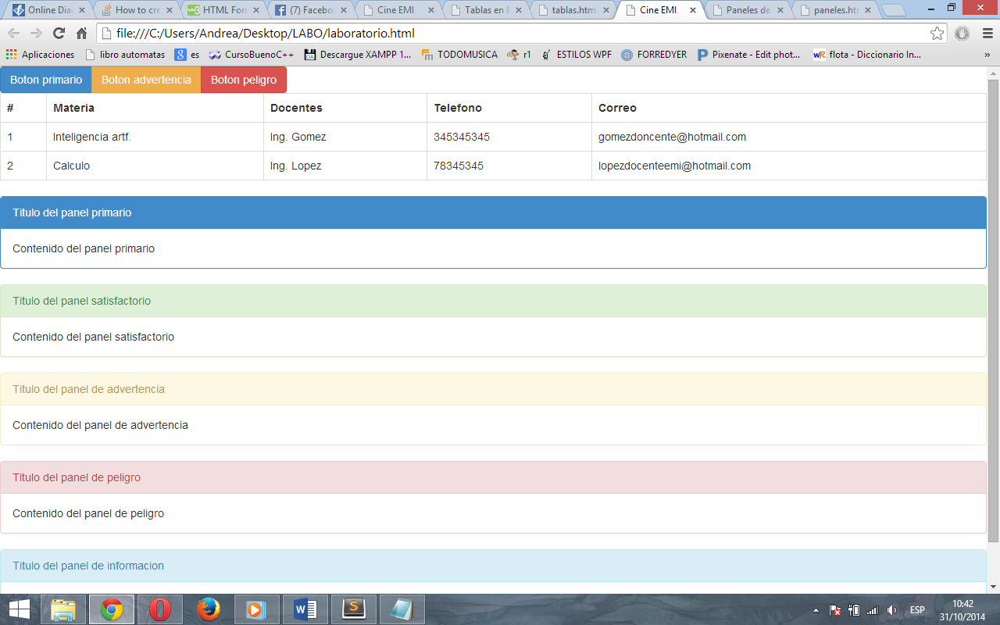 Online Dia
How to cre
HTML For
(7) Facebo
Cine EMI
Tablas en
tablas.htm
Cine EMI
Paneles de
paneles.ht
file:///C:/Users/Andrea/Desktop/LABO/laboratorio.html
Aplicaciones libro automatas es CursoBuenoC++ Descargue XAMPP 1... TODOMUSICA r1 ESTILOS WPF FORREDYER Pixenate - Edit phot... flota - Diccionario In... »
Boton primario Boton advertencia Boton peligro
# Materia Docentes Telefono Correo
1 Inteligencia artf. Ing. Gomez 345345345 gomezdoncente@hotmail.com
2 Calculo Ing. Lopez 78345345 lopezdocenteemi@hotmail.com
Titulo del panel primario
Contenido del panel primario
Titulo del panel satisfactorio
Contenido del panel satisfactorio
Titulo del panel de advertencia
Contenido del panel de advertencia
Titulo del panel de peligro
Contenido del panel de peligro
Titulo del panel de informacion
ESP
10:42
31/10/2014